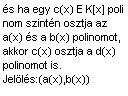 és ha egy c(x) E K[x] poli
nom szintén osztja az
a(x) és a b(x) polinomot,
akkor c(x) osztja a d(x)
polinomot is.
Jelölés:(a(x),b(x))